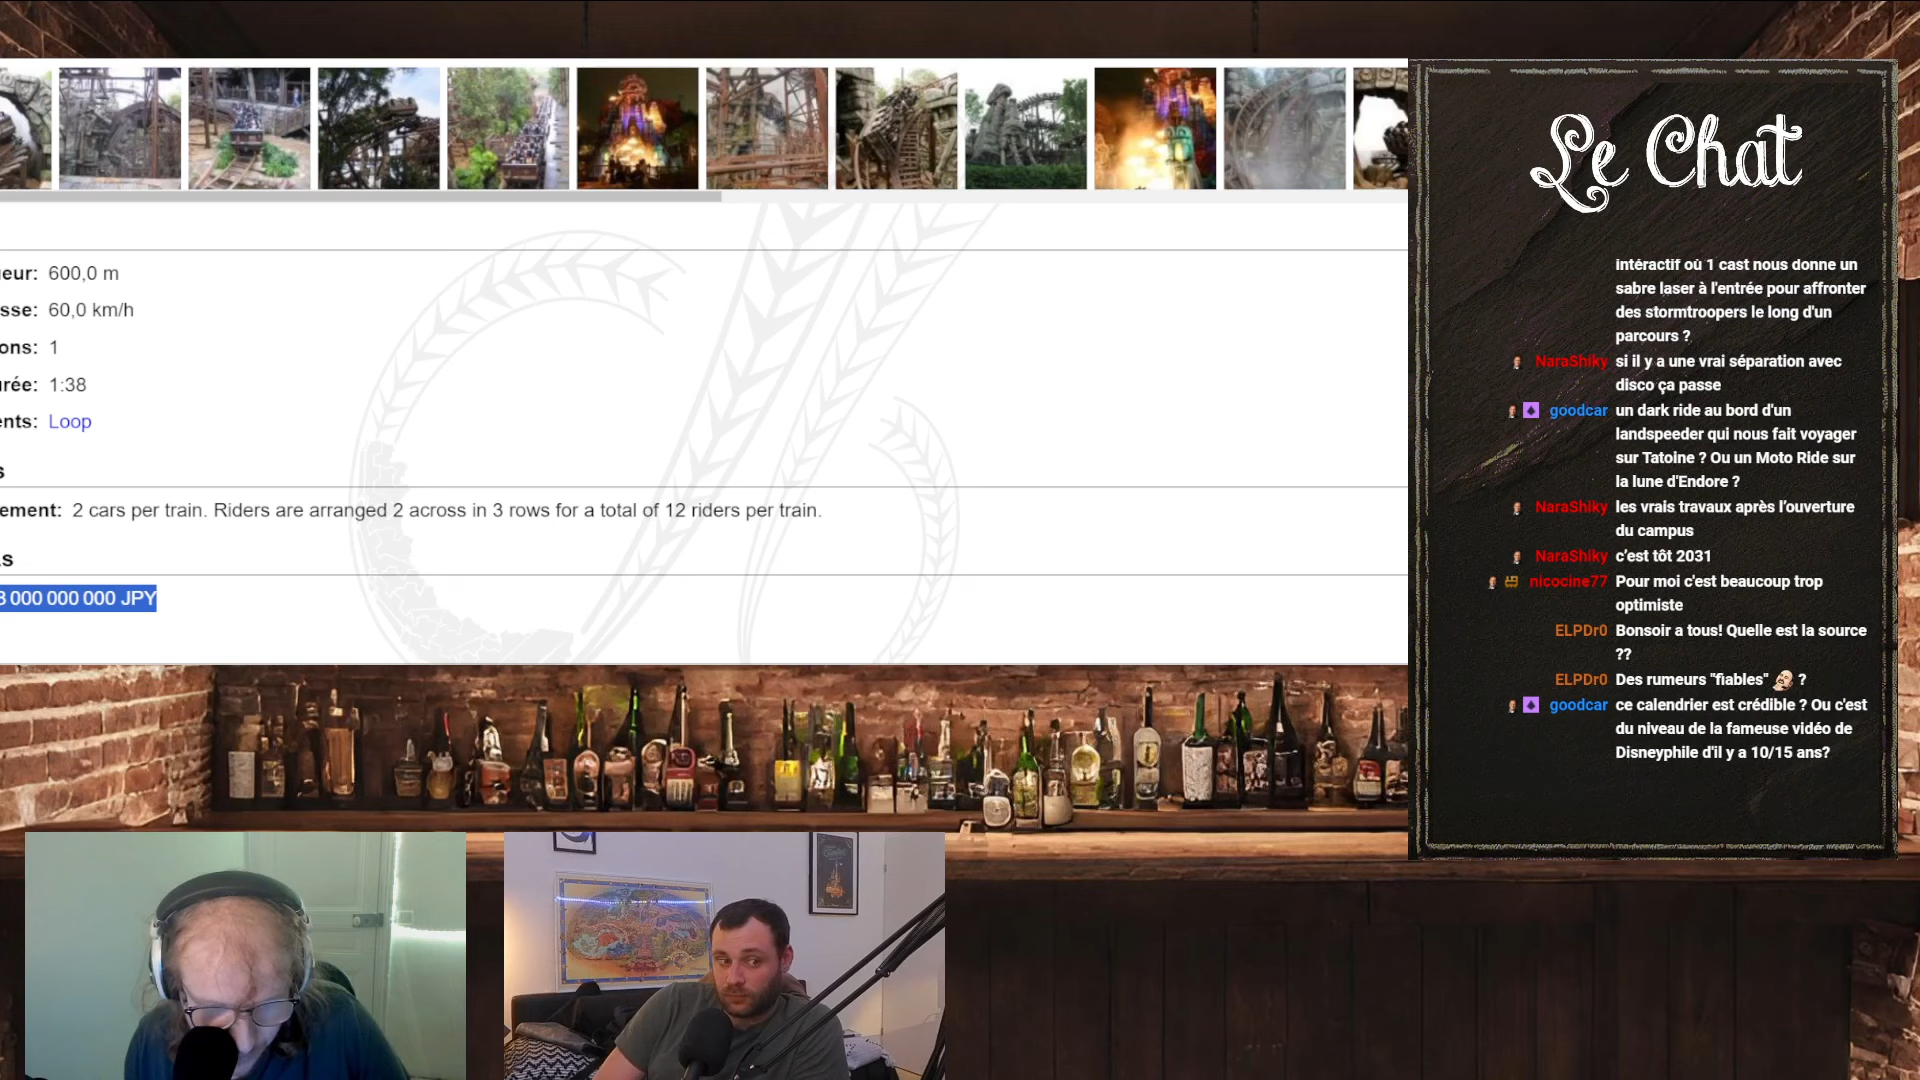 eur: 600,0 m
sse: 60,0 km/h
ons: 1
rée: 1:38
ents: Loop
s
ement: 2 cars per train. Riders are arranged 2 across in 3 rows for a total of 12 riders per train.
s
8 000 000 000 JPY
Le Chat
intéractif où 1 cast nous donne un
sabre laser à l'entrée pour affronter
des stormtroopers le long d'un
parcours ?
NaraShiky si il y a une vrai séparation avec
disco ça passe
goodcar un dark ride au bord d'un
landspeeder qui nous fait voyager
sur Tatoine ? Ou un Moto Ride sur
la lune d'Endore ?
NaraShiky les vrais travaux après l'ouverture
du campus
NaraShiky c'est tôt 2031
nicocine77 Pour moi c'est beaucoup trop
optimiste
ELPDr0 Bonsoir a tous! Quelle est la source
??
ELPDr0 Des rumeurs "fiables" ?
goodcar ce calendrier est crédible ? Ou c'est
du niveau de la fameuse vidéo de
Disneyphile d'il y a 10/15 ans?